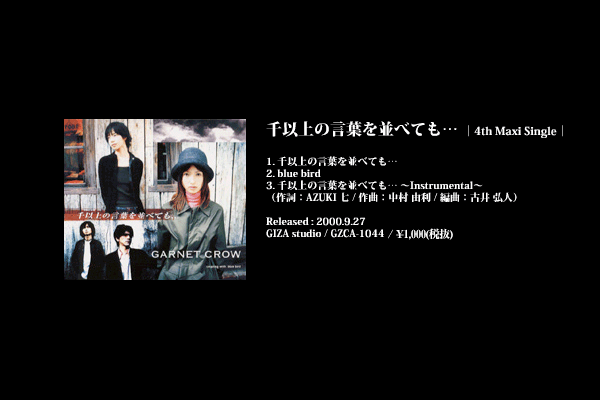 千以上の言葉を並べても… ｜4th Maxi Single｜
1. 千以上の言葉を並べても…
2. blue bird
3. 千以上の言葉を並べても… ～Instrumental～
（作詞：AZUKI 七 / 作曲：中村 由利 / 編曲：古井 弘人）
Released : 2000.9.27
GIZA studio / GZCA-1044 / ¥1,000(税抜)
千以上の言葉を並べても...
GARNET CROW
coupling with blue bird